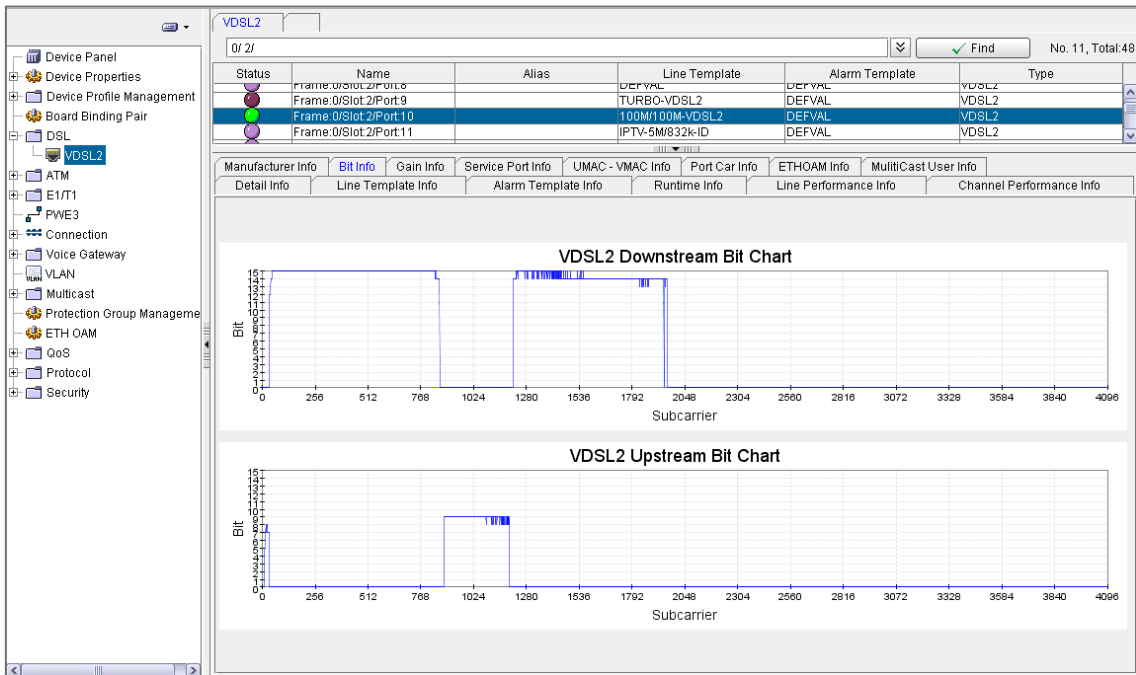 VDSL2
0/ 2/
Find
No. 11, Total:48
Status Name Alias Line Template Alarm Template Type
Frame:0/Slot:2/Port:8 DEFVAL DEFVAL VDSL2
Frame:0/Slot:2/Port:9 TURBO-VDSL2 DEFVAL VDSL2
Frame:0/Slot:2/Port:10 100M/100M-VDSL2 DEFVAL VDSL2
Frame:0/Slot:2/Port:11 IPTV-5M/832k-ID DEFVAL VDSL2
Device Panel
Device Properties
Device Profile Management
Board Binding Pair
DSL
VDSL2
ATM
E1/T1
PWE3
Connection
Voice Gateway
VLAN
Multicast
Protection Group Manageme
ETH OAM
QoS
Protocol
Security
Manufacturer Info Bit Info Gain Info Service Port Info UMAC - VMAC Info Port Car Info ETHOAM Info MulitiCast User Info
Detail Info Line Template Info Alarm Template Info Runtime Info Line Performance Info Channel Performance Info
VDSL2 Downstream Bit Chart
15
14
13
12
11
10
9
8
7
6
5
4
3
2
1
0
Bit
0 256 512 768 1024 1280 1536 1792 2048 2304 2560 2816 3072 3328 3584 3840 4096
Subcarrier
VDSL2 Upstream Bit Chart
15
14
13
12
11
10
9
8
7
6
5
4
3
2
1
0
Bit
0 256 512 768 1024 1280 1536 1792 2048 2304 2560 2816 3072 3328 3584 3840 4096
Subcarrier